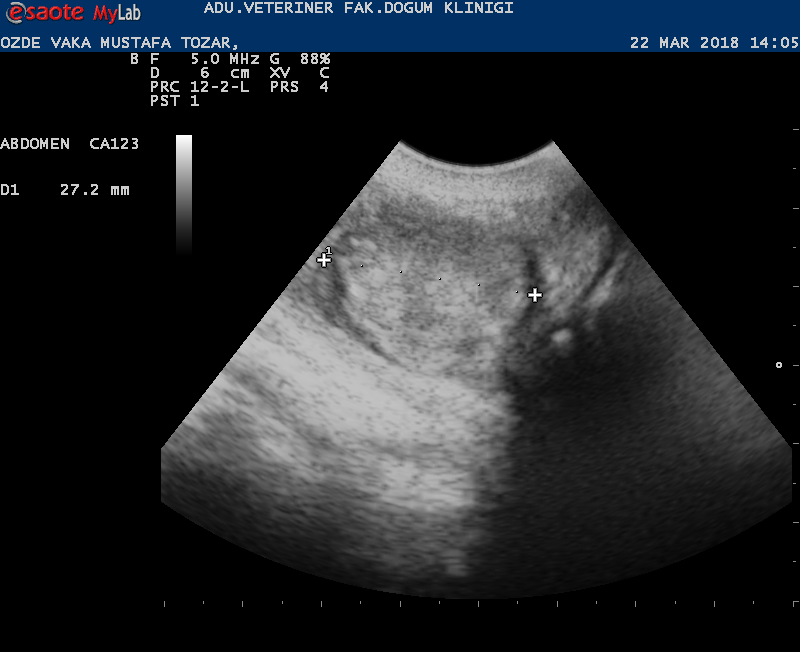 esaote MyLab
ADU.VETERINER FAK.DOGUM KLINIGI
OZDE VAKA MUSTAFA TOZAR,
22 MAR 2018 14:05
B F 5.0 MHz G 88%
D 6 cm XV C
PRC 12-2-L PRS 4
PST 1
ABDOMEN CA123
D1 27.2 mm
1